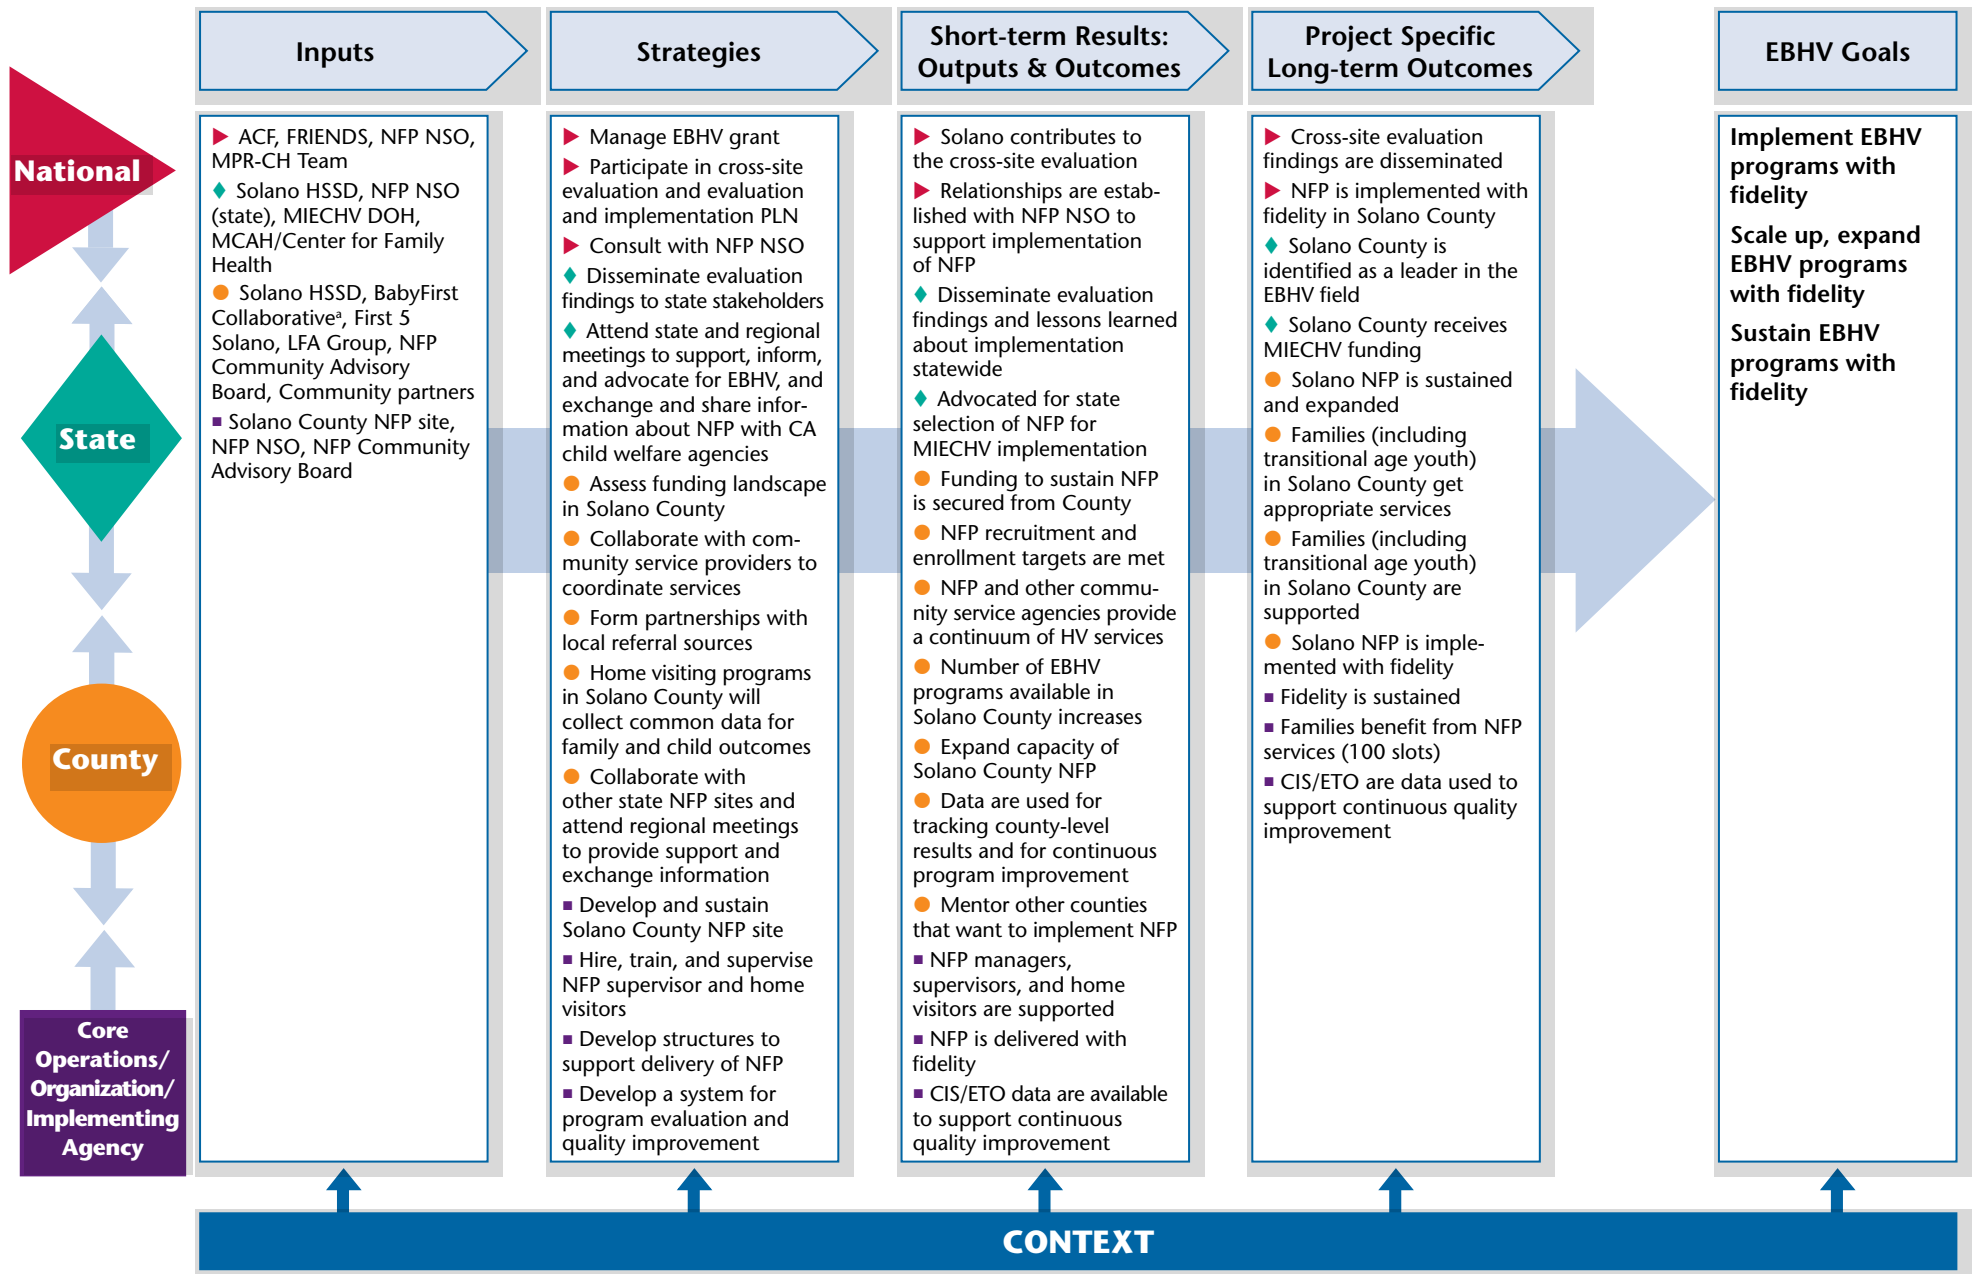 Inputs
Strategies
Short-term Results:
Outputs & Outcomes
Project Specific
Long-term Outcomes
EBHV Goals
National
State
County
Core
Operations/
Organization/
Implementing
Agency
▶ ACF, FRIENDS, NFP NSO,
MPR-CH Team
♦ Solano HSSD, NFP NSO
(state), MIECHV DOH,
MCAH/Center for Family
Health
● Solano HSSD, BabyFirst
Collaborativeᵃ, First 5
Solano, LFA Group, NFP
Community Advisory
Board, Community partners
■ Solano County NFP site,
NFP NSO, NFP Community
Advisory Board
▶ Manage EBHV grant
▶ Participate in cross-site
evaluation and evaluation
and implementation PLN
▶ Consult with NFP NSO
♦ Disseminate evaluation
findings to state stakeholders
♦ Attend state and regional
meetings to support, inform,
and advocate for EBHV, and
exchange and share infor-
mation about NFP with CA
child welfare agencies
● Assess funding landscape
in Solano County
● Collaborate with com-
munity service providers to
coordinate services
● Form partnerships with
local referral sources
● Home visiting programs
in Solano County will
collect common data for
family and child outcomes
● Collaborate with
other state NFP sites and
attend regional meetings
to provide support and
exchange information
■ Develop and sustain
Solano County NFP site
■ Hire, train, and supervise
NFP supervisor and home
visitors
■ Develop structures to
support delivery of NFP
■ Develop a system for
program evaluation and
quality improvement
▶ Solano contributes to
the cross-site evaluation
▶ Relationships are estab-
lished with NFP NSO to
support implementation
of NFP
♦ Disseminate evaluation
findings and lessons learned
about implementation
statewide
♦ Advocated for state
selection of NFP for
MIECHV implementation
● Funding to sustain NFP
is secured from County
● NFP recruitment and
enrollment targets are met
● NFP and other commu-
nity service agencies provide
a continuum of HV services
● Number of EBHV
programs available in
Solano County increases
● Expand capacity of
Solano County NFP
● Data are used for
tracking county-level
results and for continuous
program improvement
● Mentor other counties
that want to implement NFP
■ NFP managers,
supervisors, and home
visitors are supported
■ NFP is delivered with
fidelity
■ CIS/ETO data are available
to support continuous
quality improvement
▶ Cross-site evaluation
findings are disseminated
▶ NFP is implemented with
fidelity in Solano County
♦ Solano County is
identified as a leader in the
EBHV field
♦ Solano County receives
MIECHV funding
● Solano NFP is sustained
and expanded
● Families (including
transitional age youth)
in Solano County get
appropriate services
● Families (including
transitional age youth)
in Solano County are
supported
● Solano NFP is imple-
mented with fidelity
■ Fidelity is sustained
■ Families benefit from NFP
services (100 slots)
■ CIS/ETO are data used to
support continuous quality
improvement
Implement EBHV
programs with
fidelity
Scale up, expand
EBHV programs
with fidelity
Sustain EBHV
programs with
fidelity
CONTEXT